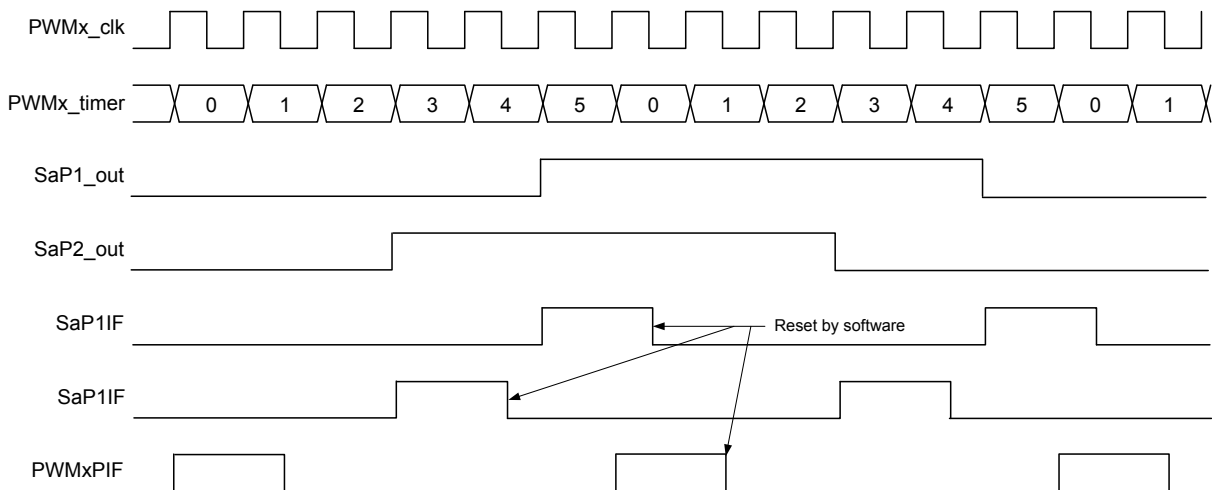 PWMx_clk
PWMx_timer 0 1 2 3 4 5 0 1 2 3 4 5 0 1
SaP1_out
SaP2_out
SaP1IF Reset by software
SaP1IF
PWMxPIF